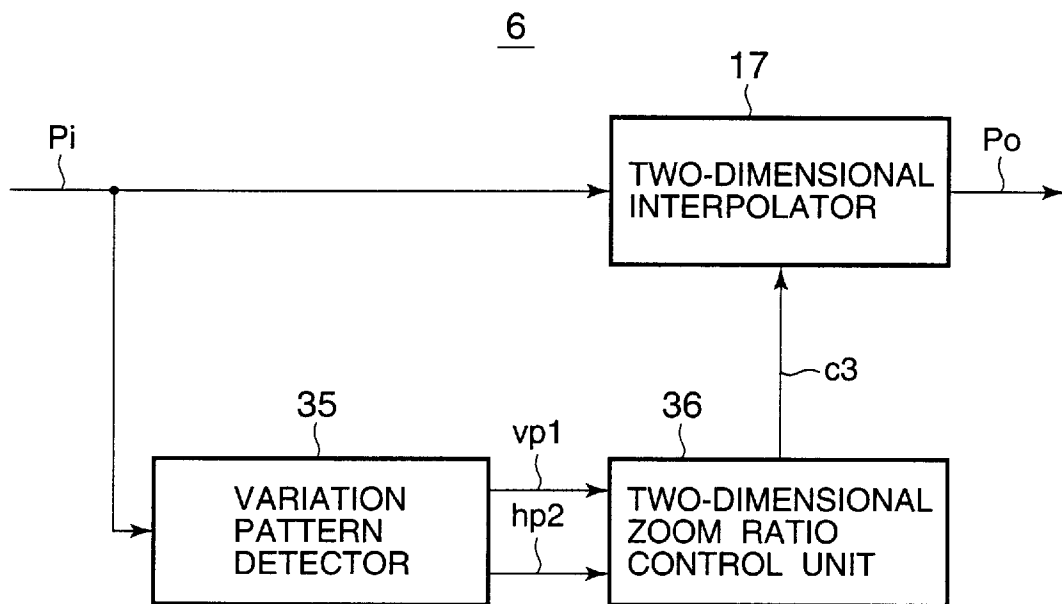 6
17
Pi
Po
TWO-DIMENSIONAL
INTERPOLATOR
c3
35
36
vp1
hp2
VARIATION
PATTERN
DETECTOR
TWO-DIMENSIONAL
ZOOM RATIO
CONTROL UNIT